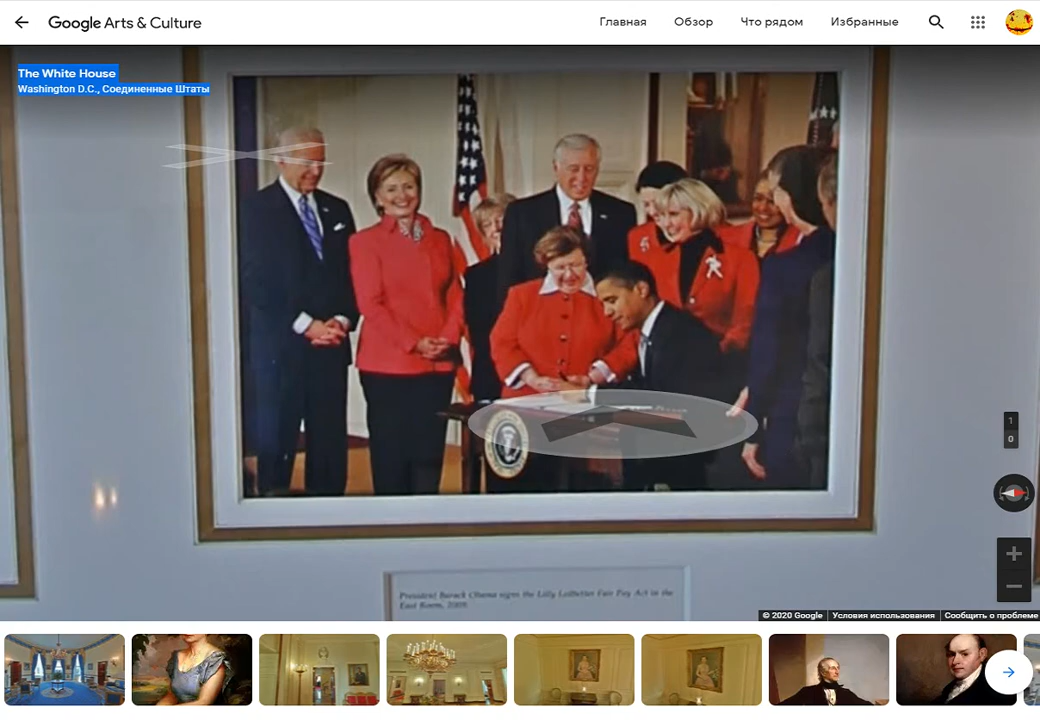 Google Arts & Culture
Главная Обзор Что рядом Избранные
The White House
Washington D.C., Соединенные Штаты
1
0
President Barack Obama signs the Lilly Ledbetter Fair Pay Act in the
East Room, 2009
© 2020 Google Условия использования Сообщить о проблеме